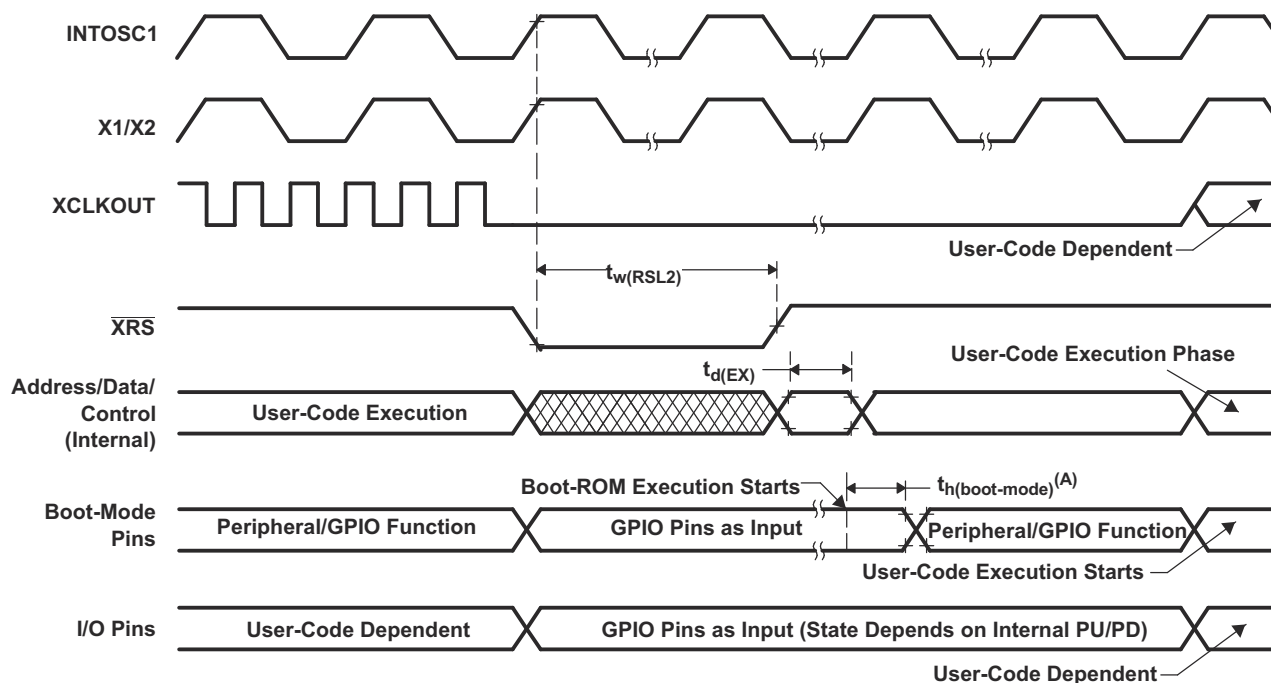 INTOSC1
X1/X2
XCLKOUT
User-Code Dependent
tw(RSL2)
XRS
User-Code Execution Phase
td(EX)
Address/Data/
Control
(Internal)
User-Code Execution
Boot-ROM Execution Starts
th(boot-mode)(A)
Boot-Mode
Pins
Peripheral/GPIO Function
GPIO Pins as Input
Peripheral/GPIO Function
User-Code Execution Starts
I/O Pins
User-Code Dependent
GPIO Pins as Input (State Depends on Internal PU/PD)
User-Code Dependent